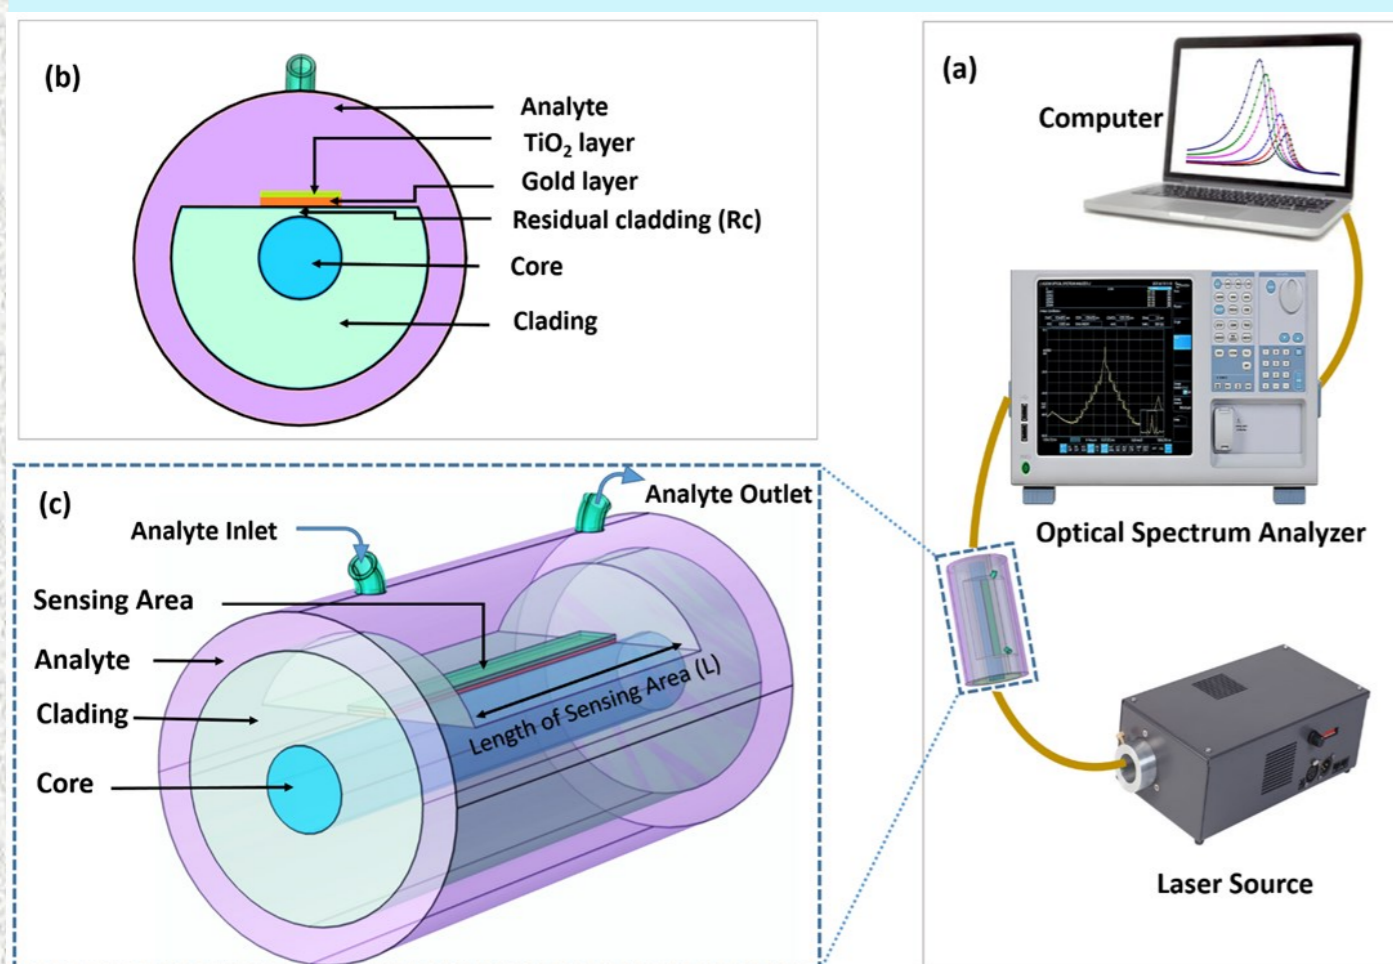 (b)
Analyte
TiO₂ layer
Gold layer
Residual cladding (Rc)
Core
Clading
(a)
Computer
Optical Spectrum Analyzer
Laser Source
(c)
Analyte Inlet
Analyte Outlet
Sensing Area
Analyte
Clading
Core
Length of Sensing Area (L)